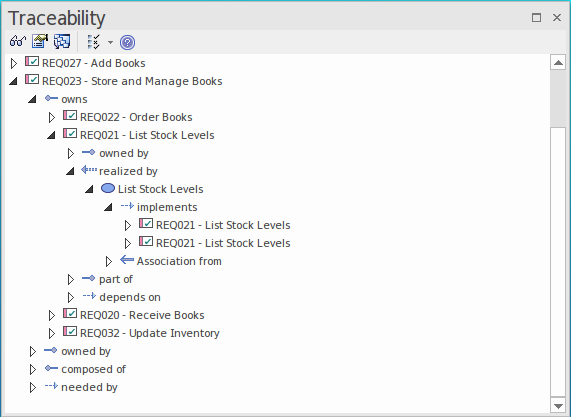 Traceability
REQ027 - Add Books
REQ023 - Store and Manage Books
owns
REQ022 - Order Books
REQ021 - List Stock Levels
owned by
realized by
List Stock Levels
implements
REQ021 - List Stock Levels
REQ021 - List Stock Levels
Association from
part of
depends on
REQ020 - Receive Books
REQ032 - Update Inventory
owned by
composed of
needed by